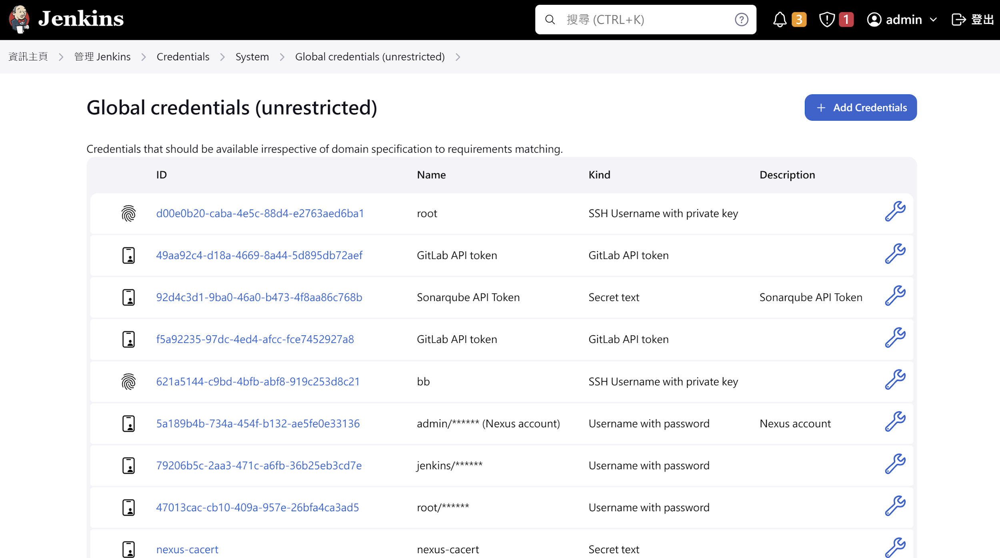 Jenkins 搜尋 (CTRL+K) 3 1 admin 登出
資訊主頁 管理 Jenkins Credentials System Global credentials (unrestricted)
Global credentials (unrestricted)
Add Credentials
Credentials that should be available irrespective of domain specification to requirements matching.
ID Name Kind Description
d00e0b20-caba-4e5c-88d4-e2763aed6ba1 root SSH Username with private key
49aa92c4-d18a-4669-8a44-5d895db72aef GitLab API token GitLab API token
92d4c3d1-9ba0-46a0-b473-4f8aa86c768b Sonarqube API Token Secret text Sonarqube API Token
f5a92235-97dc-4ed4-afcc-fce7452927a8 GitLab API token GitLab API token
621a5144-c9bd-4bfb-abf8-919c253d8c21 bb SSH Username with private key
5a189b4b-734a-454f-b132-ae5fe0e33136 admin/****** (Nexus account) Username with password Nexus account
79206b5c-2aa3-471c-a6fb-36b25eb3cd7e jenkins/****** Username with password
47013cac-cb10-409a-957e-26bfa4ca3ad5 root/****** Username with password
nexus-cacert nexus-cacert Secret text